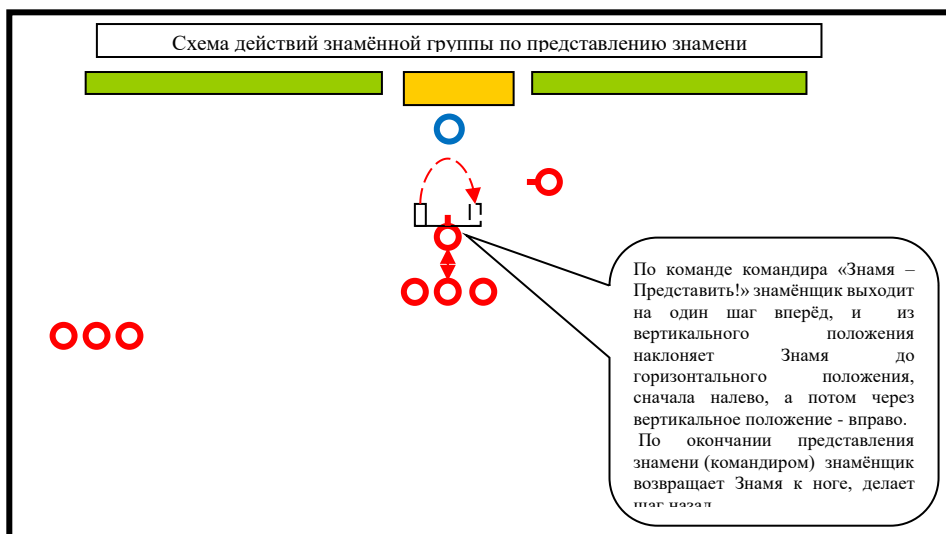 Схема действий знамённой группы по представлению знамени
По команде командира «Знамя –
Представить!» знамёнщик выходит
на один шаг вперёд, и из
вертикального положения
наклоняет Знамя до
горизонтального положения,
сначала налево, а потом через
вертикальное положение - вправо.
По окончании представления
знамени (командиром) знамёнщик
возвращает Знамя к ноге, делает
шаг назад